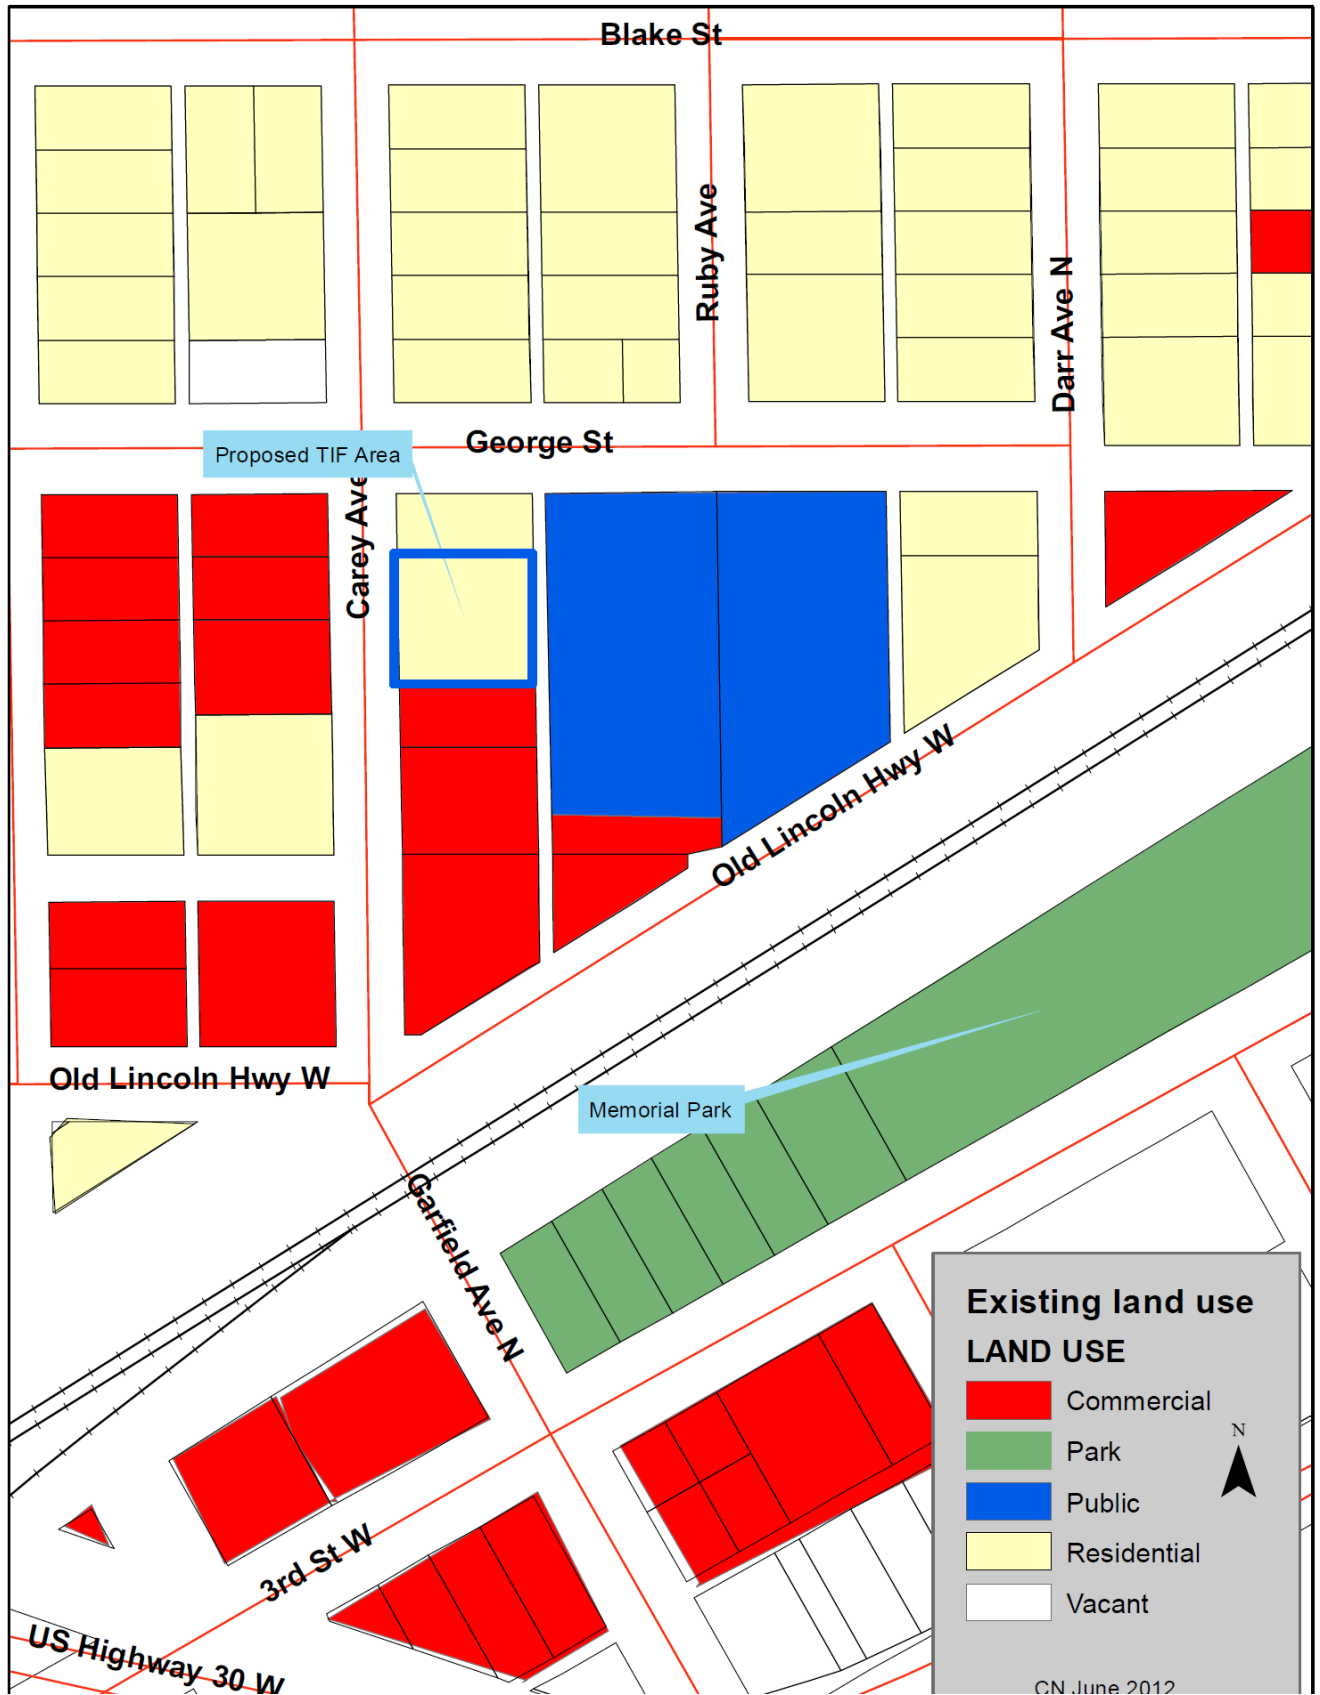 Blake St
Ruby Ave
Darr Ave N
George St
Proposed TIF Area
Carey Ave
Old Lincoln Hwy W
Old Lincoln Hwy W
Memorial Park
Garfield Ave N
Existing land use
LAND USE
Commercial
Park
N
Public
Residential
Vacant
3rd St W
US Highway 30 W
CN June 2012